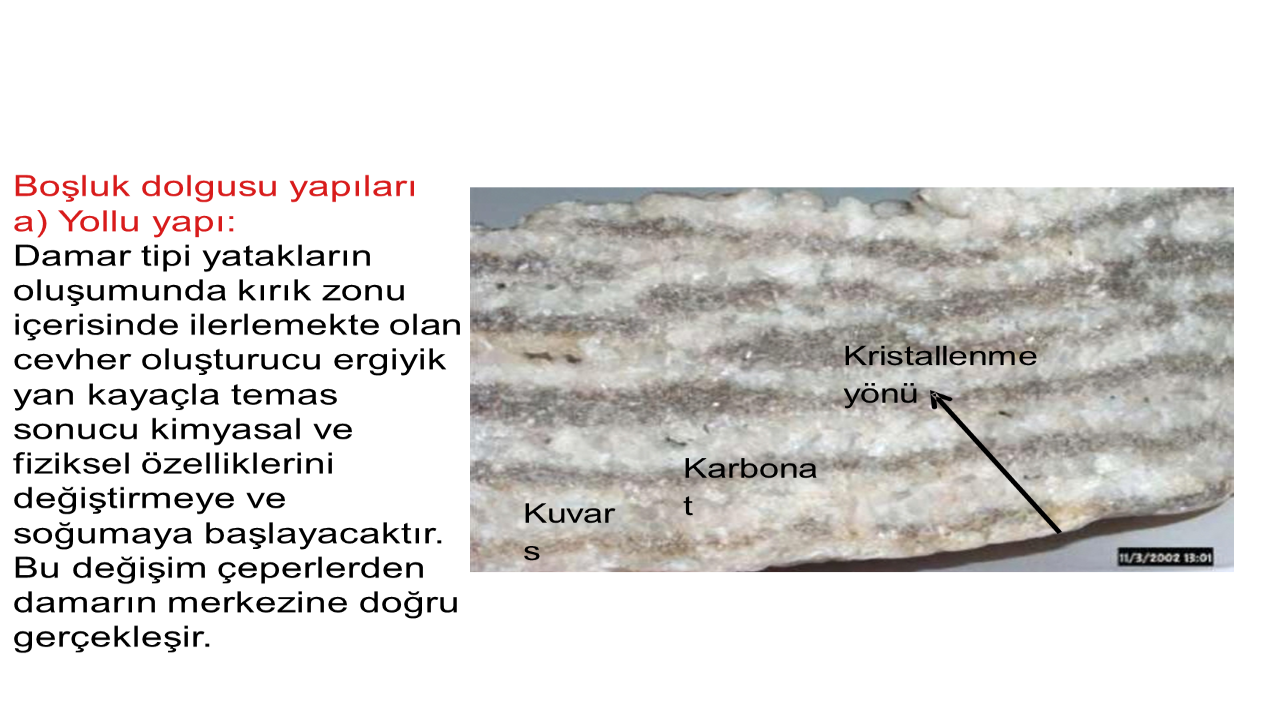 Boşluk dolgusu yapıları
a) Yollu yapı:
Damar tipi yatakların
oluşumunda kırık zonu
içerisinde ilerlemekte olan
cevher oluşturucu ergiyik
yan kayaçla temas
sonucu kimyasal ve
fiziksel özelliklerini
değiştirmeye ve
soğumaya başlayacaktır.
Bu değişim çeperlerden
damarın merkezine doğru
gerçekleşir.
Kristallenme
yönü
Karbona
t
Kuvar
s
11/3/2002 13:01